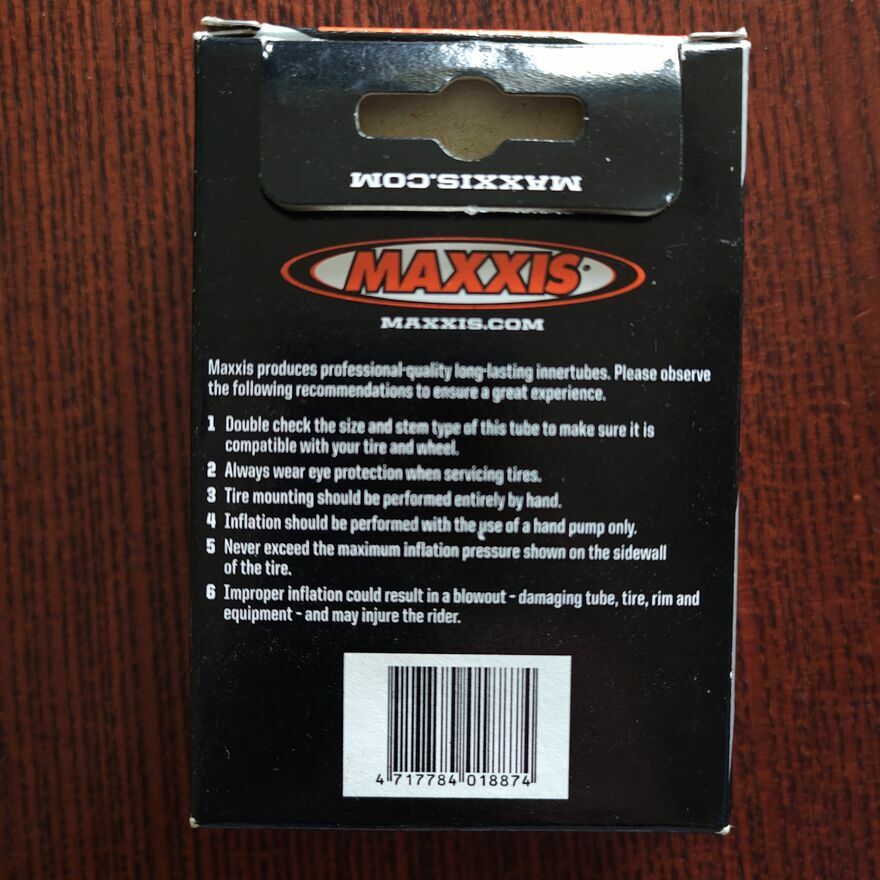 MAXXIS.COM
MAXXIS
MAXXIS.COM
Maxxis produces professional-quality long-lasting innertubes. Please observe
the following recommendations to ensure a great experience.
1 Double check the size and stem type of this tube to make sure it is
compatible with your tire and wheel.
2 Always wear eye protection when servicing tires.
3 Tire mounting should be performed entirely by hand.
4 Inflation should be performed with the use of a hand pump only.
5 Never exceed the maximum inflation pressure shown on the sidewall
of the tire.
6 Improper inflation could result in a blowout - damaging tube, tire, rim and
equipment - and may injure the rider.
4 717784 018874